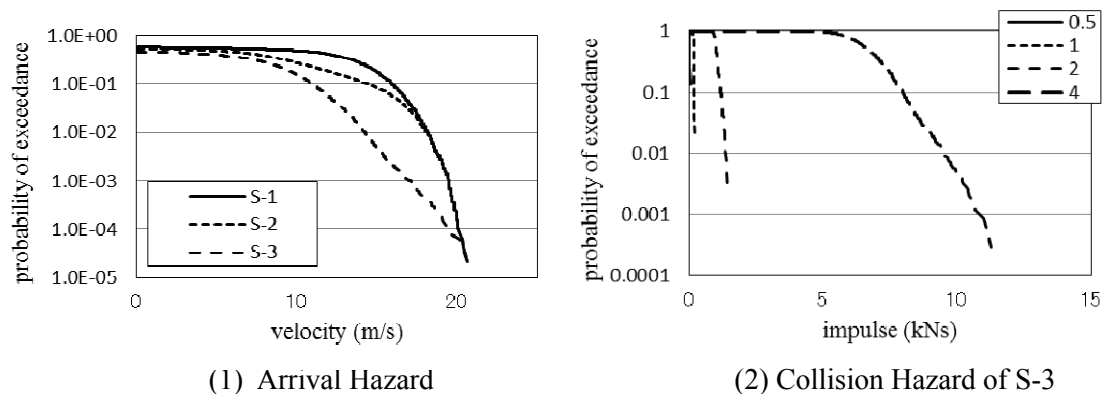 probability of exceedance
1.0E+00
1.0E-01
1.0E-02
1.0E-03
1.0E-04
1.0E-05
S-1
S-2
S-3
0
10
20
velocity (m/s)
(1) Arrival Hazard
probability of exceedance
1
0.1
0.01
0.001
0.0001
0.5
1
2
4
0
5
10
15
impulse (kNs)
(2) Collision Hazard of S-3